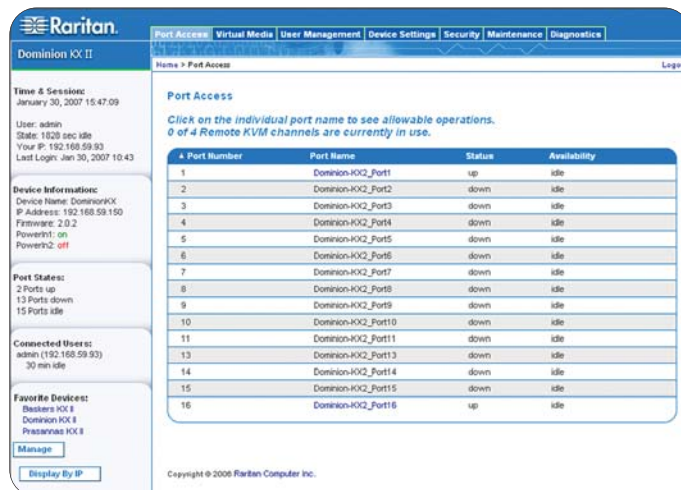 Raritan.
Dominion KX II
Port Access Virtual Media User Management Device Settings Security Maintenance Diagnostics
Home > Port Access
Logo
Time & Session:
January 30, 2007 15:47:09
User: admin
State: 1828 sec idle
Your IP: 192.168.59.93
Last Login: Jan 30, 2007 10:43
Device Information:
Device Name: DominionKX
IP Address: 192.168.59.150
Firmware: 2.0.2
PowerIn1: on
PowerIn2: off
Port States:
2 Ports up
13 Ports down
15 Ports idle
Connected Users:
admin (192.168.59.93)
30 min idle
Favorite Devices:
Baskers KX II
Dominion KX II
Prasannas KX II
Manage
Display By IP
Port Access
Click on the individual port name to see allowable operations.
0 of 4 Remote KVM channels are currently in use.
▲ Port Number Port Name Status Availability
1 Dominion-KX2_Port1 up idle
2 Dominion-KX2_Port2 down idle
3 Dominion-KX2_Port3 down idle
4 Dominion-KX2_Port4 down idle
5 Dominion-KX2_Port5 down idle
6 Dominion-KX2_Port6 down idle
7 Dominion-KX2_Port7 down idle
8 Dominion-KX2_Port8 down idle
9 Dominion-KX2_Port9 down idle
10 Dominion-KX2_Port10 down idle
11 Dominion-KX2_Port11 down idle
13 Dominion-KX2_Port13 down idle
14 Dominion-KX2_Port14 down idle
15 Dominion-KX2_Port15 down idle
16 Dominion-KX2_Port16 up idle
Copyright © 2006 Raritan Computer Inc.